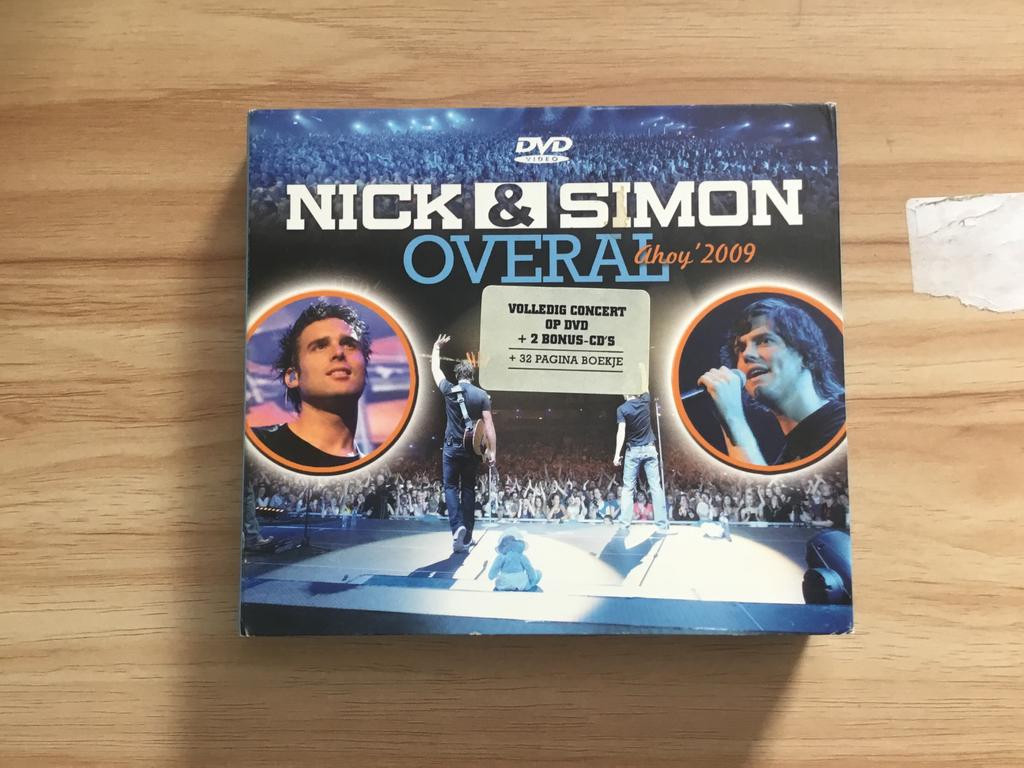 DVD
VIDEO
NICK & SIMON
OVERAL
Ahoy' 2009
VOLLEDIG CONCERT
OP DVD
+ 2 BONUS-CD'S
+ 32 PAGINA BOEKJE